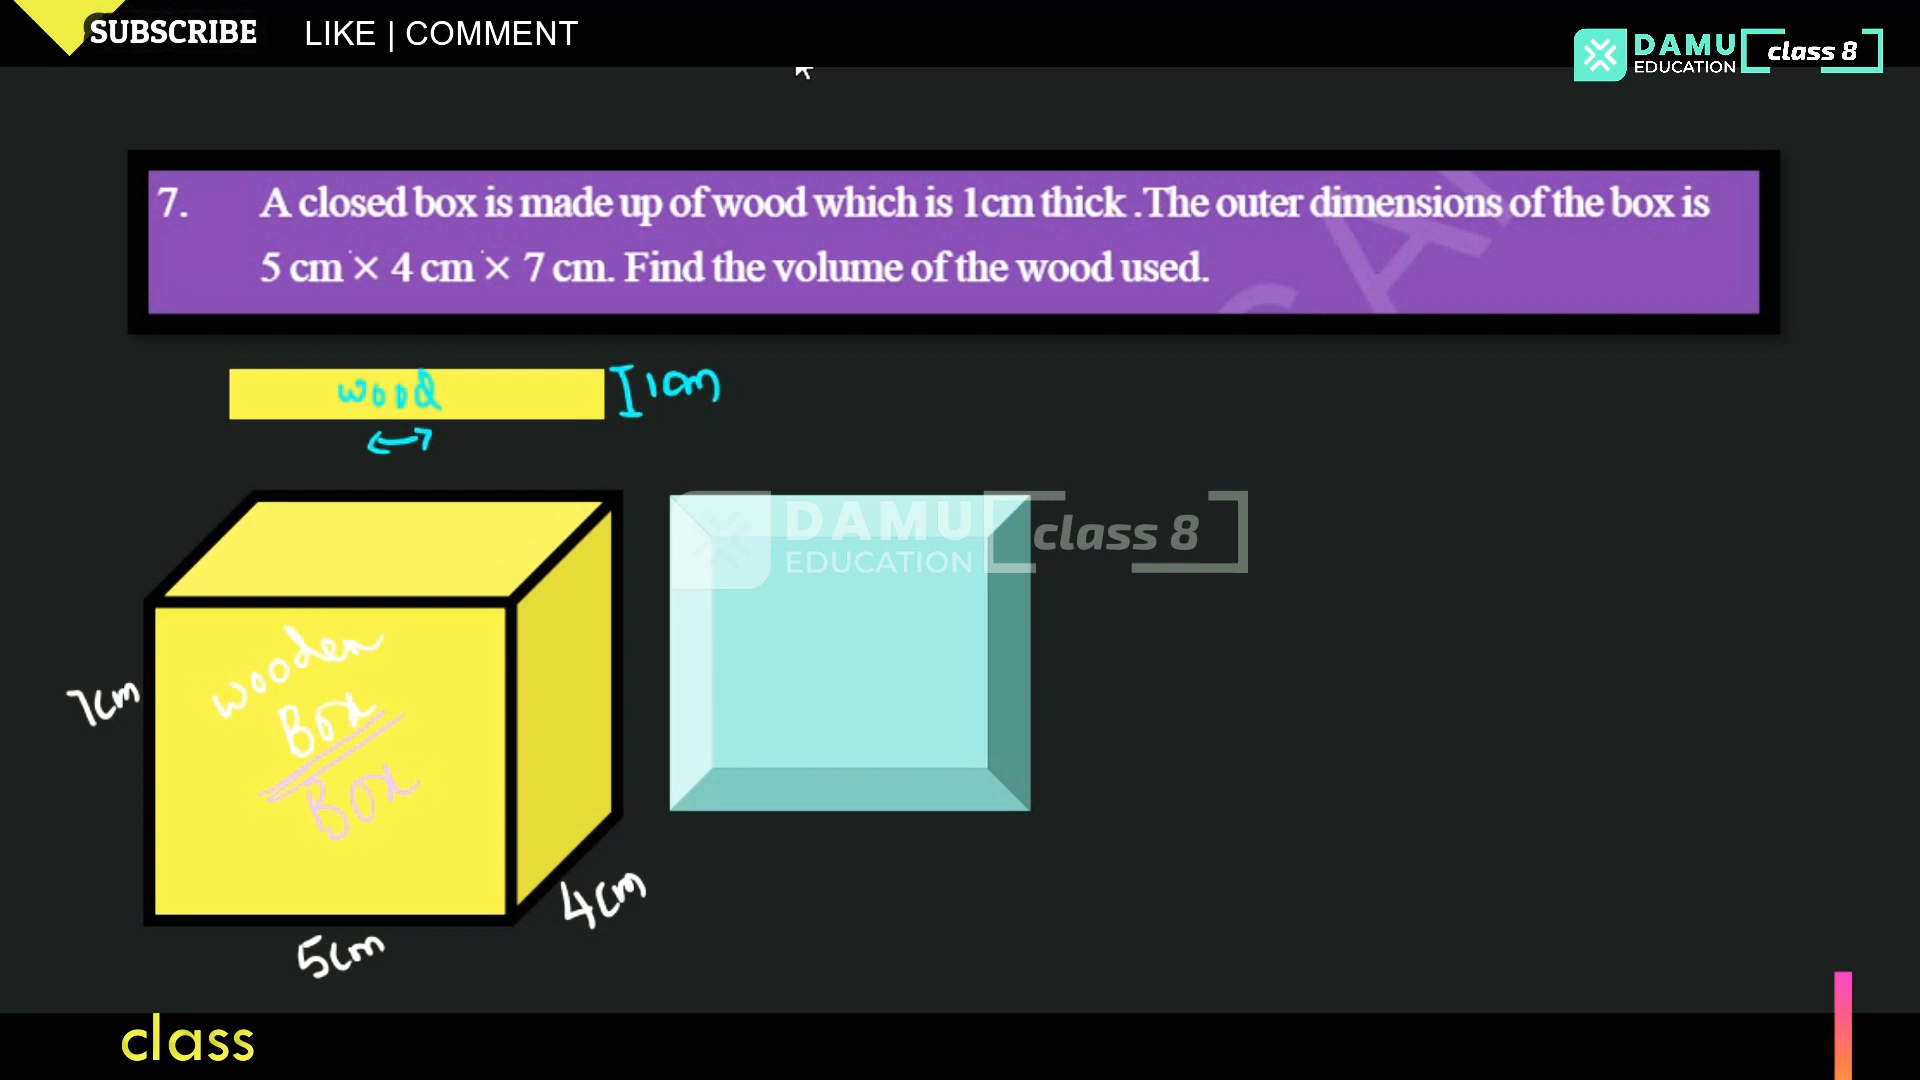 SUBSCRIBE LIKE | COMMENT
DAMU EDUCATION class 8
7. A closed box is made up of wood which is 1cm thick .The outer dimensions of the box is
5 cm × 4 cm × 7 cm. Find the volume of the wood used.
wood 1cm
DAMU EDUCATION class 8
wooden
Box
Box
7cm
4cm
5cm
class